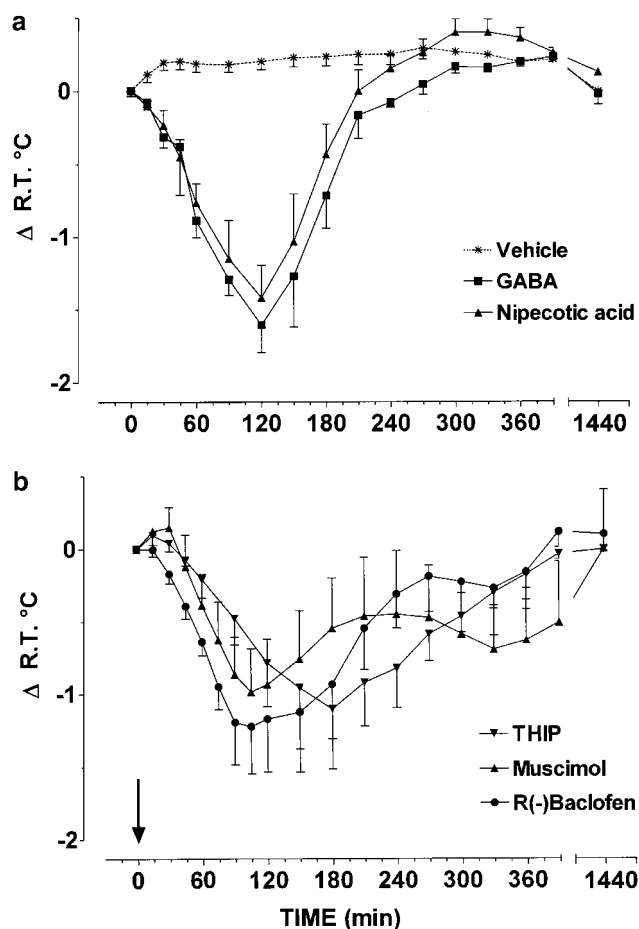 a
0
-1
-2
Δ R.T. °C
Vehicle
GABA
Nipecotic acid
0 60 120 180 240 300 360 1440
b
0
-1
-2
Δ R.T. °C
THIP
Muscimol
R(-)Baclofen
0 60 120 180 240 300 360 1440
TIME (min)